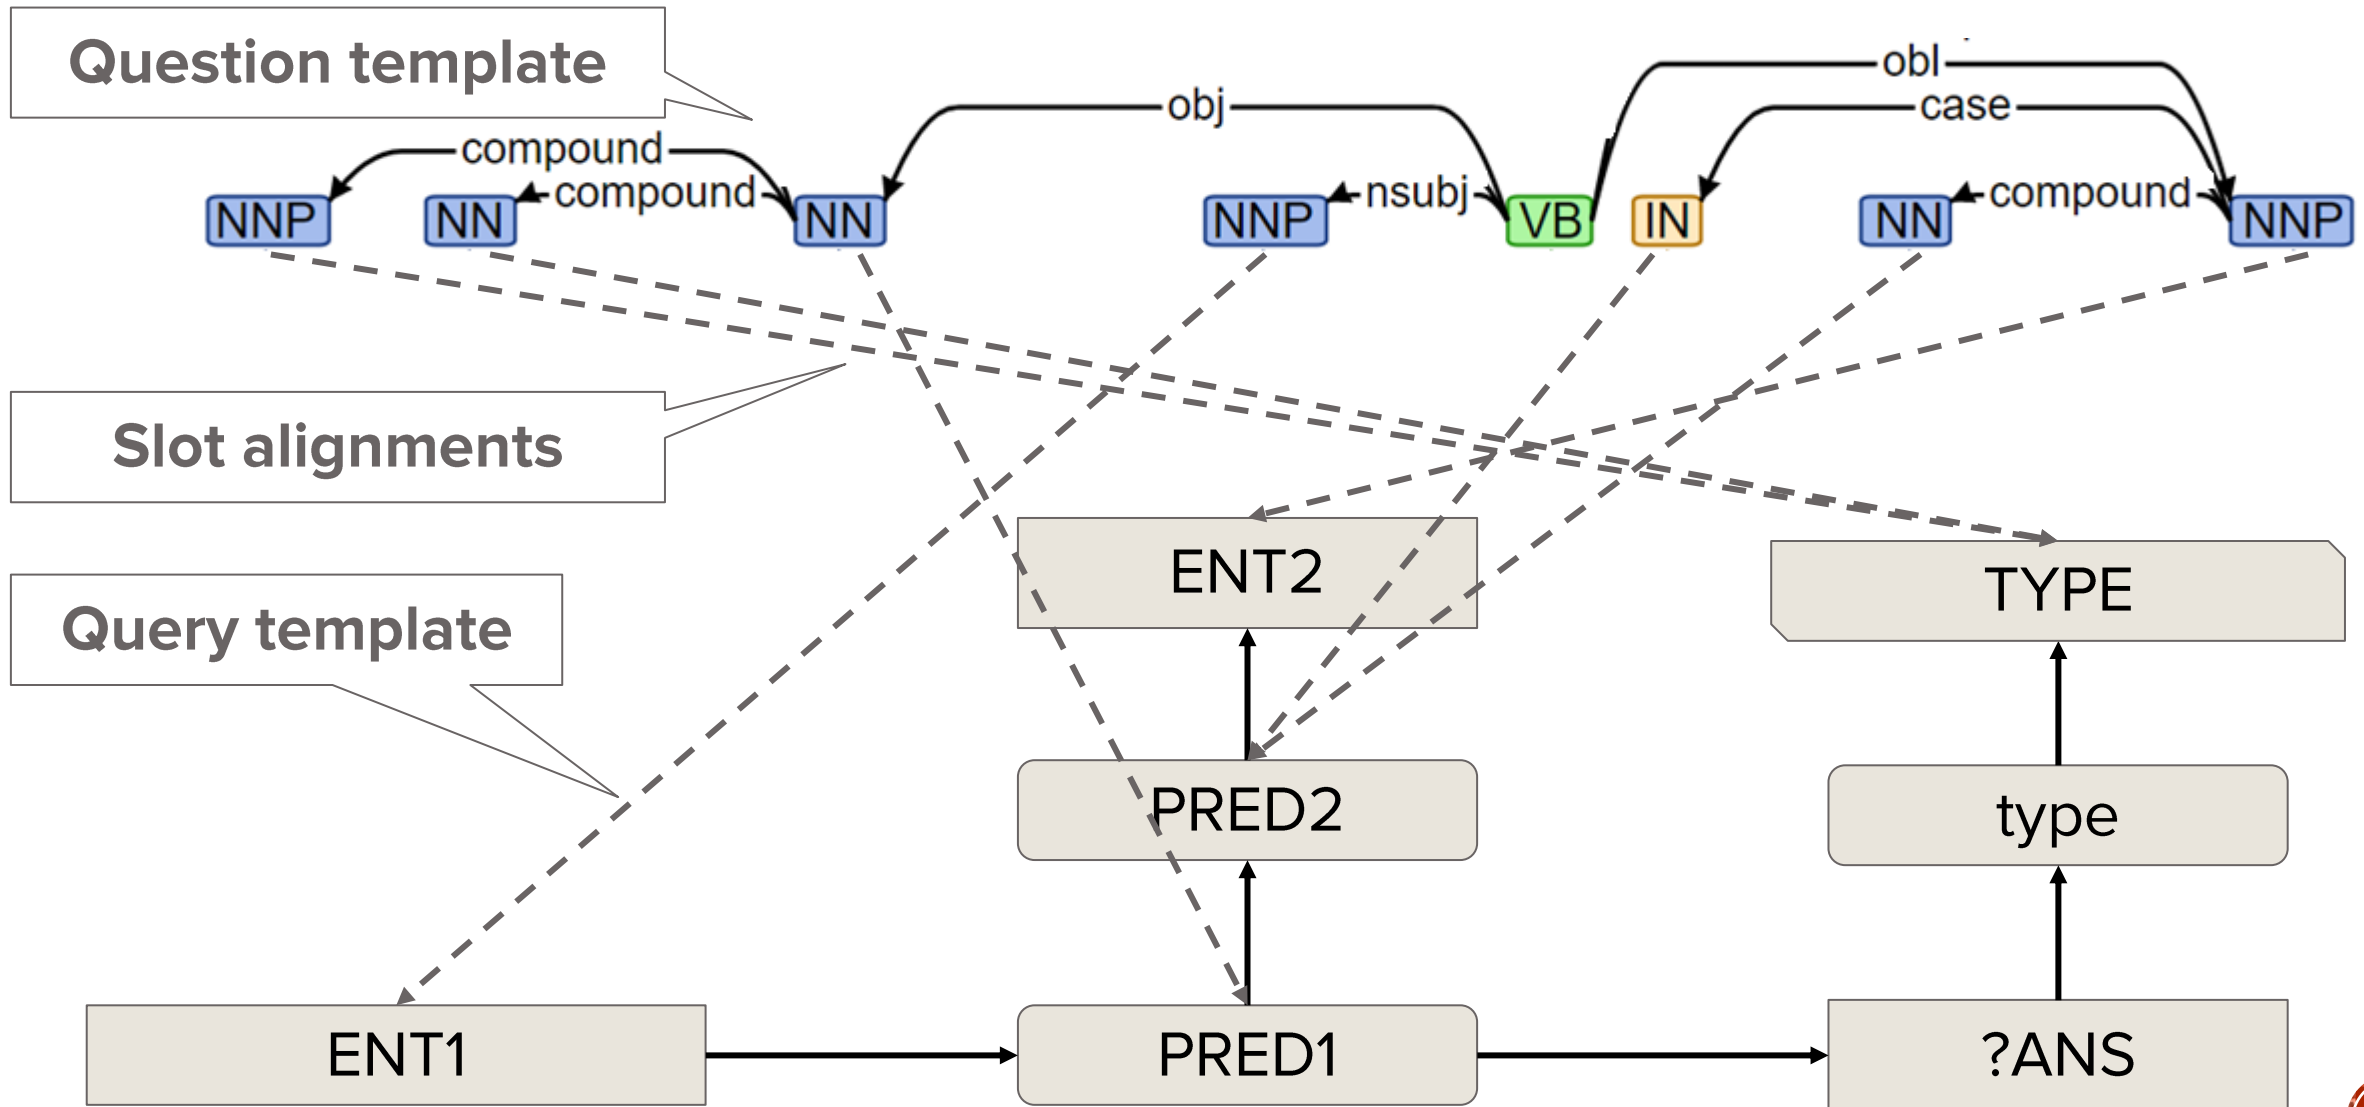 Question template
obl
obj
case
compound
compound
nsubj
compound
NNP NN NN NNP VB IN NN NNP
Slot alignments
ENT2
TYPE
Query template
PRED2
type
ENT1
PRED1
?ANS